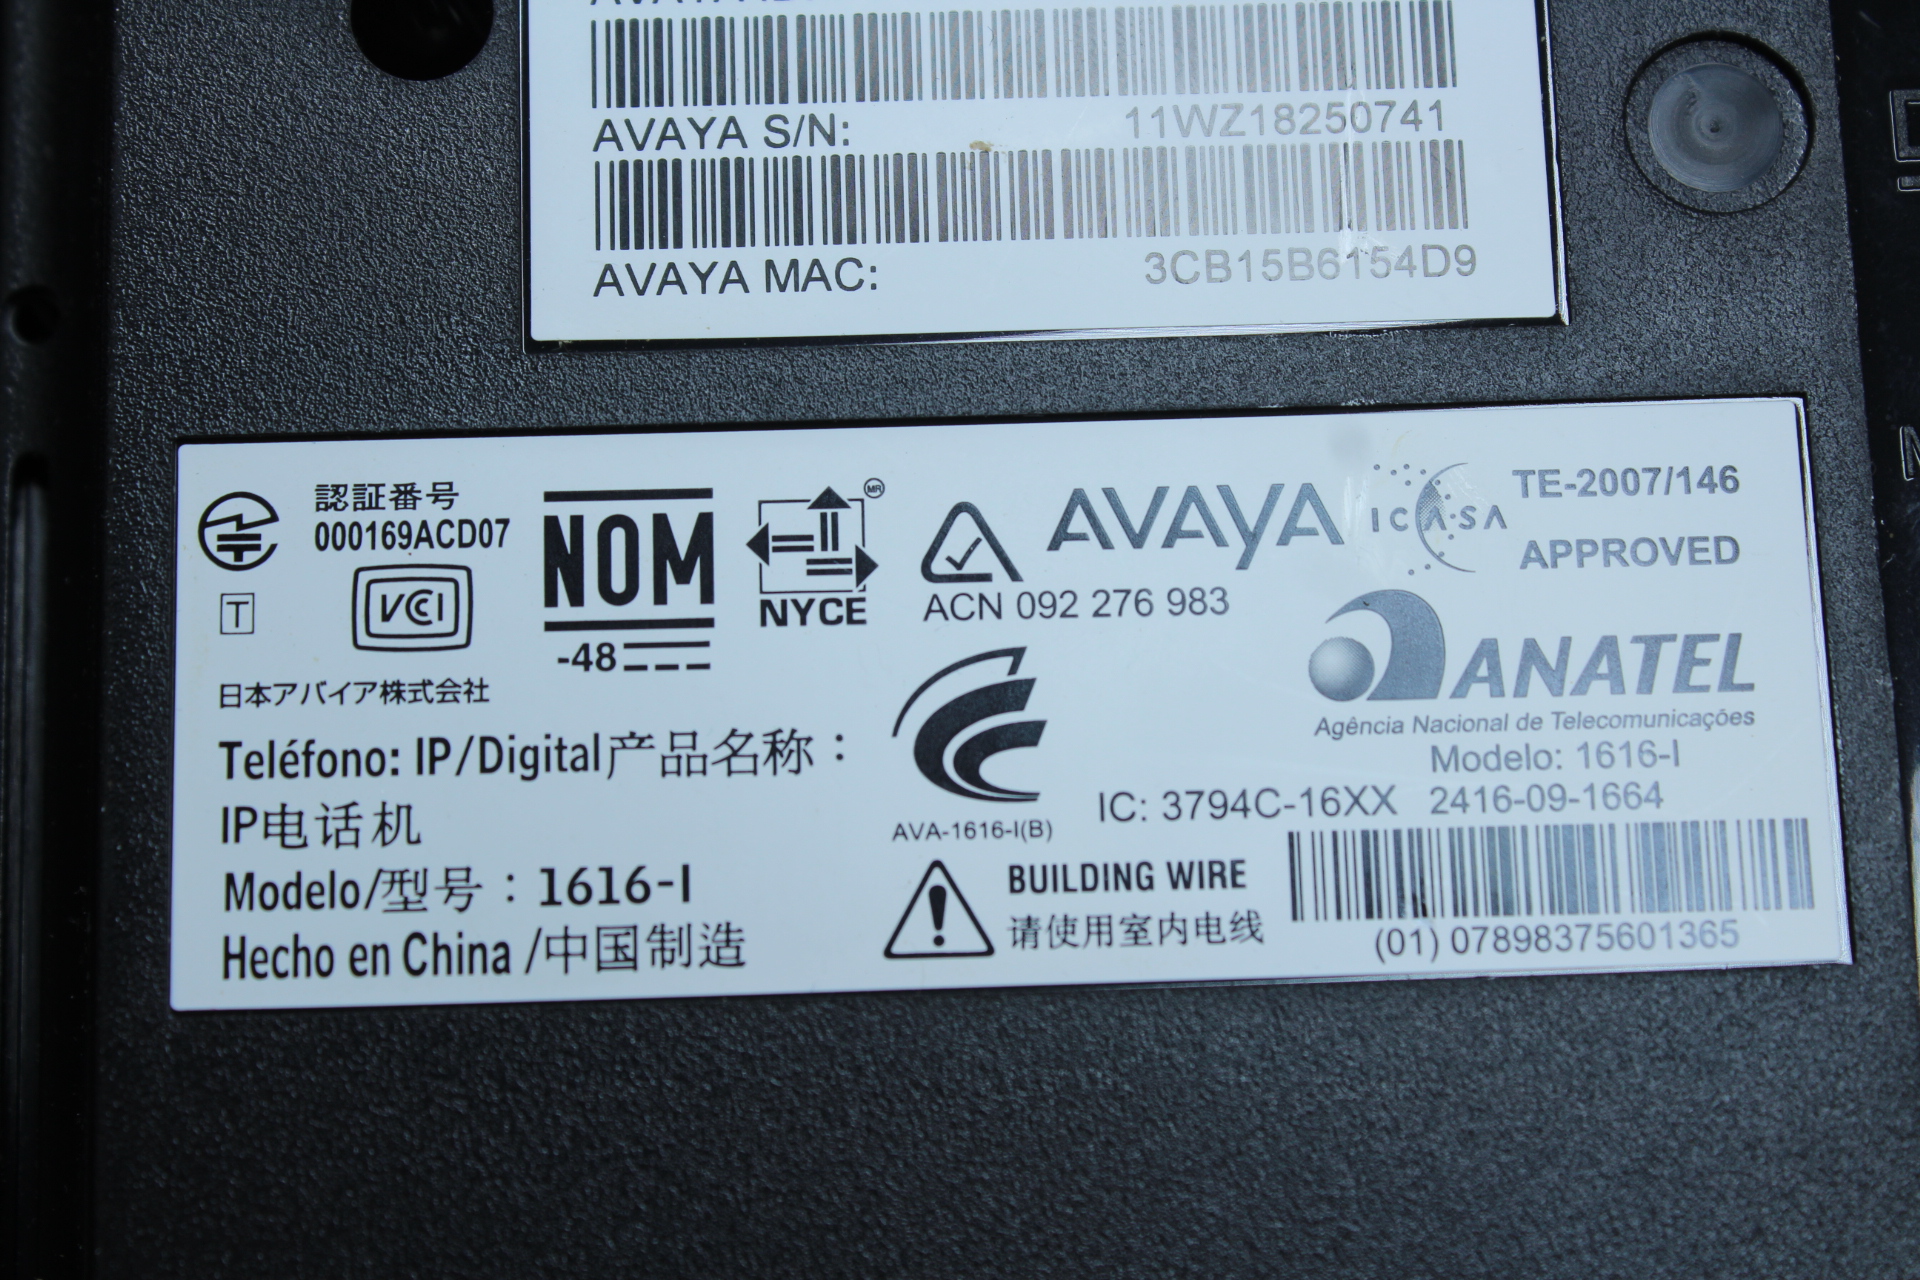 AVAYA S/N: 11WZ18250741
AVAYA MAC: 3CB15B6154D9
認証番号
000169ACD07
T
VCI
日本アバイア株式会社
NOM
-48
MR
NYCE
AVAYA
ACN 092 276 983
ICASA
TE-2007/146
APPROVED
ANATEL
Agência Nacional de Telecomunicações
Modelo: 1616-I
2416-09-1664
IC: 3794C-16XX
AVA-1616-I(B)
Teléfono: IP/Digital产品名称：
IP电话机
Modelo/型号：1616-I
Hecho en China /中国制造
BUILDING WIRE
请使用室内电线
(01) 07898375601365